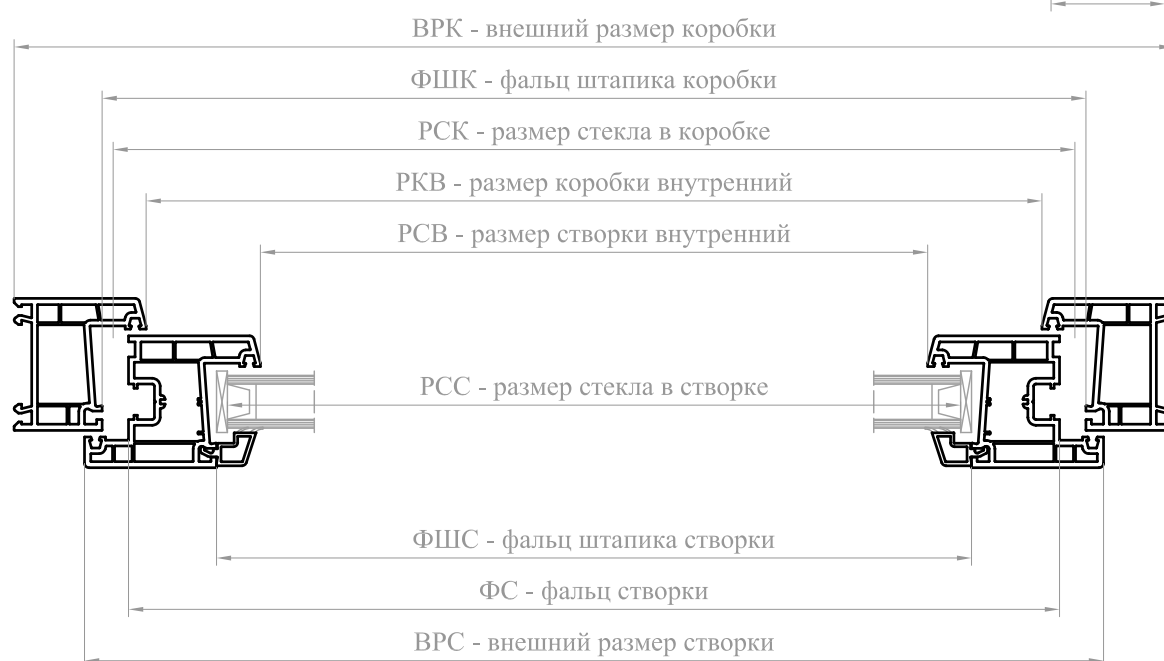 ВРК - внешний размер коробки
ФШК - фальц штапика коробки
РСК - размер стекла в коробке
РКВ - размер коробки внутренний
РСВ - размер створки внутренний
РСС - размер стекла в створке
ФШС - фальц штапика створки
ФС - фальц створки
ВРС - внешний размер створки